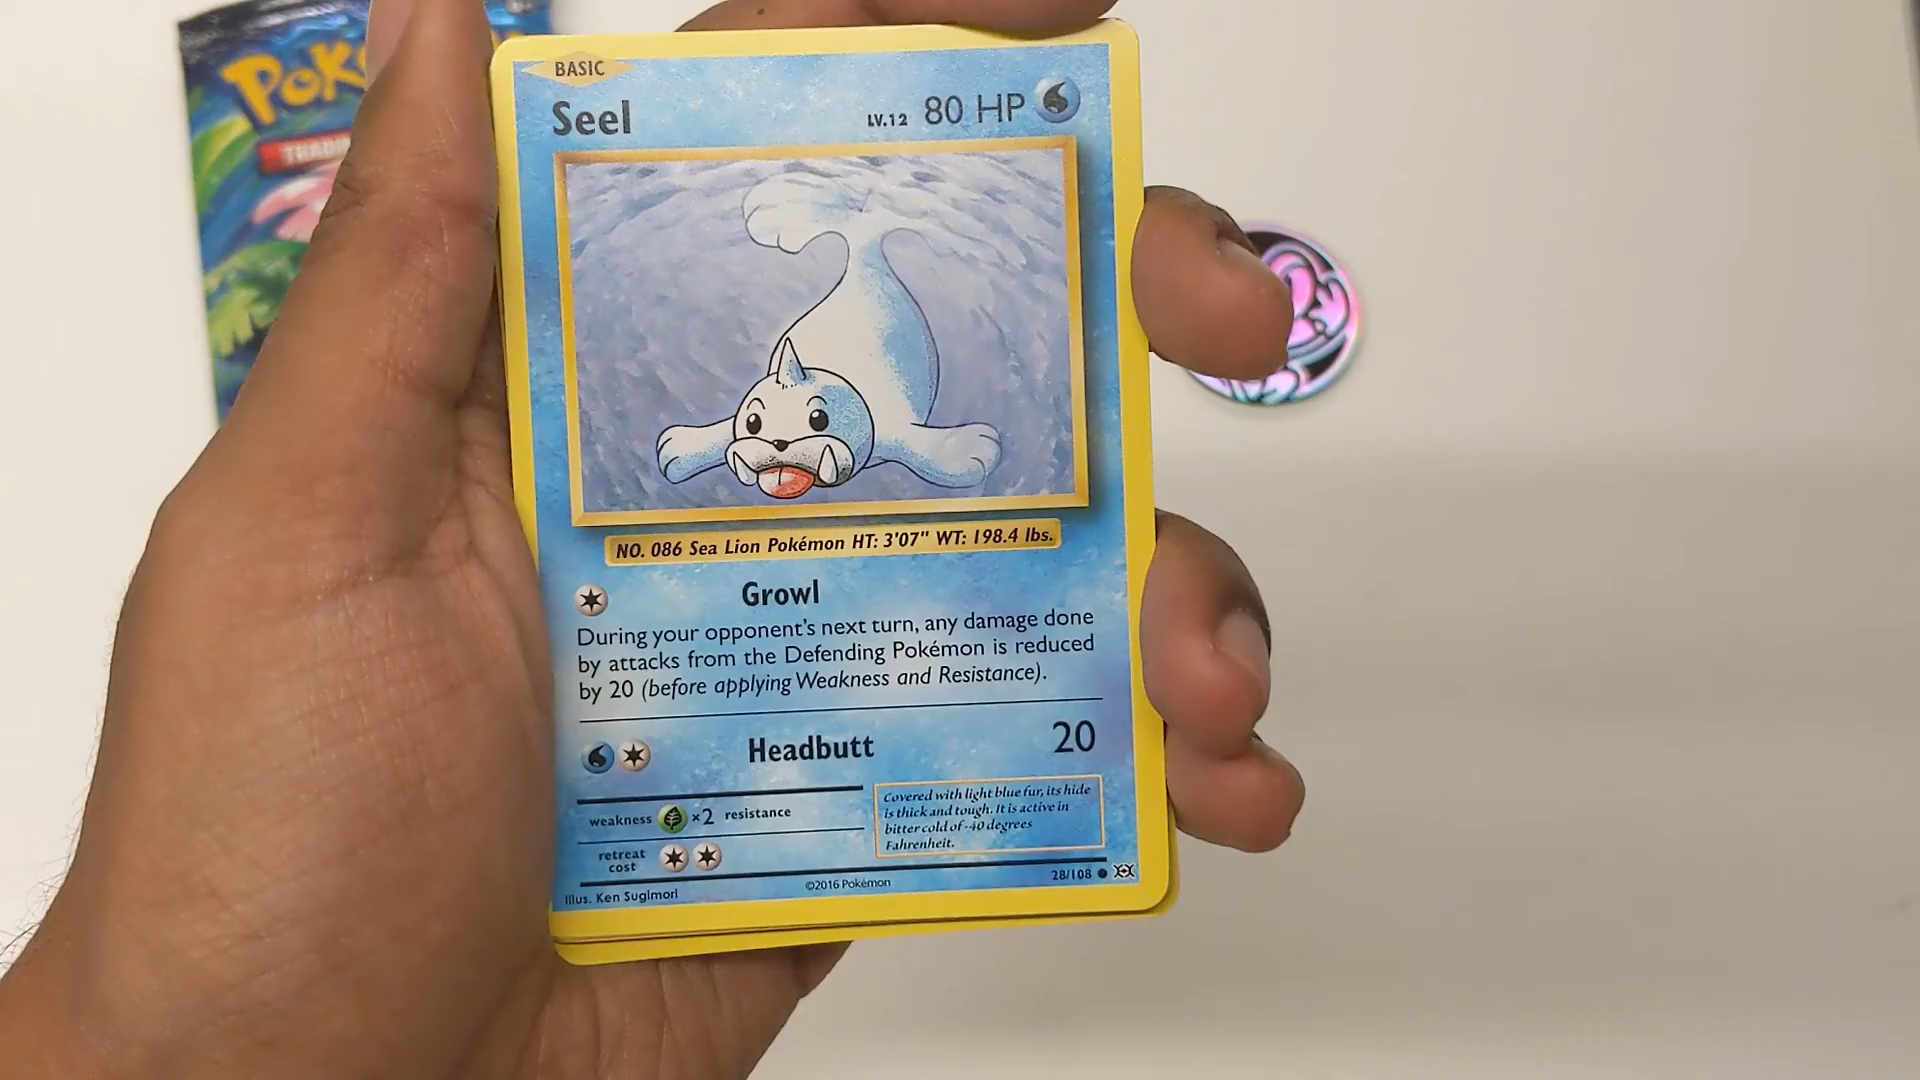 BASIC
Seel
LV.12 80 HP
NO. 086 Sea Lion Pokémon HT: 3'07" WT: 198.4 lbs.
Growl
During your opponent's next turn, any damage done
by attacks from the Defending Pokémon is reduced
by 20 (before applying Weakness and Resistance).
Headbutt 20
weakness ×2 resistance
retreat
cost
Covered with light blue fur, its hide
is thick and tough. It is active in
bitter cold of -40 degrees
Fahrenheit.
Illus. Ken Sugimori
©2016 Pokémon
28/108